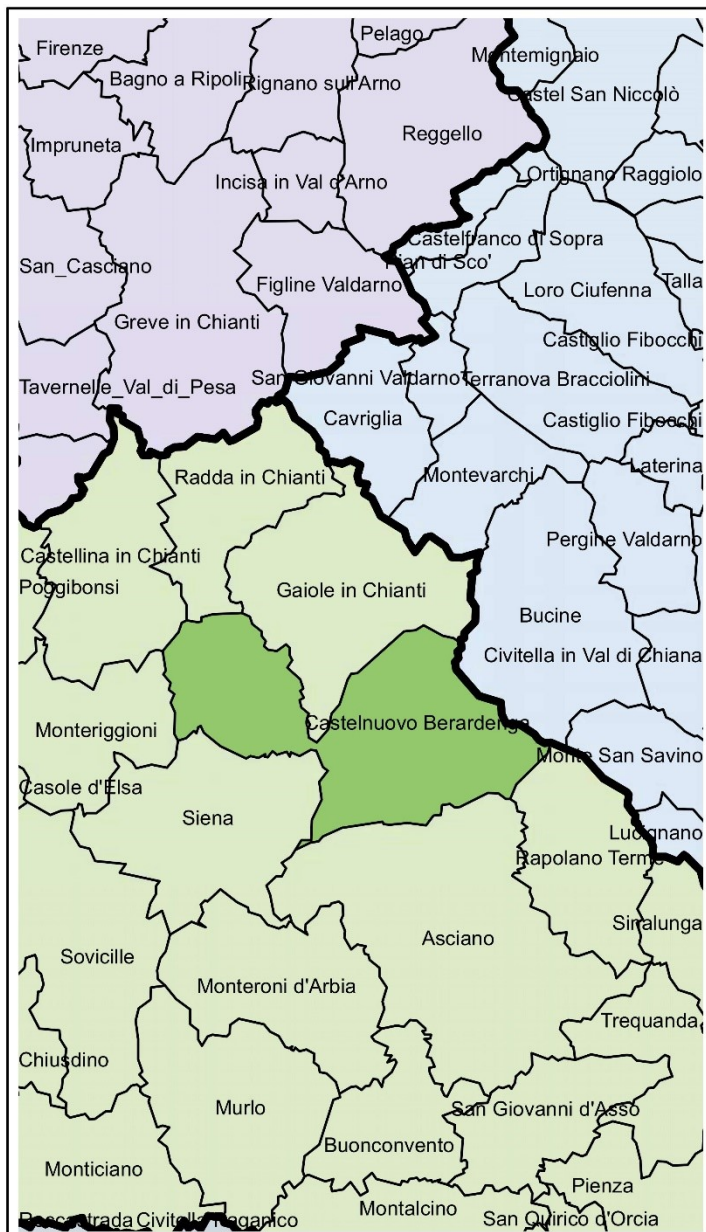 Pelago
Firenze
Montemignaio
Bagno a Ripoli
Rignano sull'Arno
Castel San Niccolò
Reggello
Impruneta
Ortignano Raggiolo
Incisa in Val d'Arno
Castelfranco di Sopra
Pian di Sco'
San_Casciano
Figline Valdarno
Talla
Loro Ciufenna
Greve in Chianti
Castiglio Fibocchi
San Giovanni Valdarno
Terranova Bracciolini
Tavernelle_Val_di_Pesa
Cavriglia
Castiglio Fibocchi
Laterina
Montevarchi
Radda in Chianti
Pergine Valdarno
Castellina in Chianti
Poggibonsi
Gaiole in Chianti
Bucine
Civitella in Val di Chiana
Castelnuovo Berardenga
Monteriggioni
Monte San Savino
Casole d'Elsa
Siena
Lucignano
Rapolano Terme
Sinalunga
Asciano
Sovicille
Monteroni d'Arbia
Trequanda
Chiusdino
Murlo
San Giovanni d'Asso
Buonconvento
Monticiano
Pienza
Montalcino
Roccastrada
Civitella Paganico
San Quirico d'Orcia